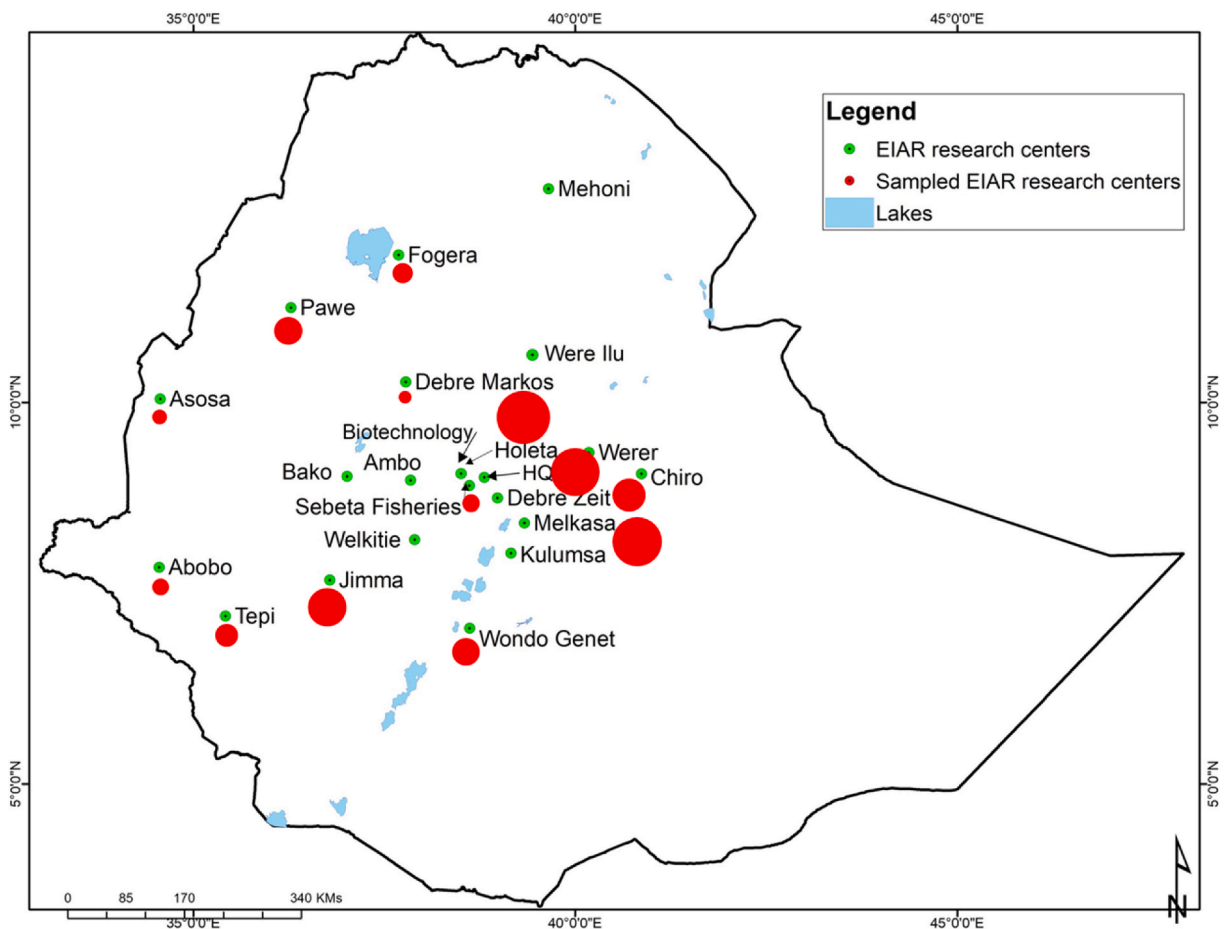 35°0'0"E 40°0'0"E 45°0'0"E
Legend
EIAR research centers
Sampled EIAR research centers
Lakes
Mehoni
Fogera
Pawe
Were Ilu
Debre Markos
Asosa
10°0'0"N 10°0'0"N
Biotechnology
Holeta
Werer
Bako
Ambo
HQ
Chiro
Sebeta Fisheries
Debre Zeit
Melkasa
Welkitie
Kulumsa
Abobo
Jimma
Tepi
Wondo Genet
5°0'0"N 5°0'0"N
0 85 170 340 KMs
N
35°0'0"E 40°0'0"E 45°0'0"E